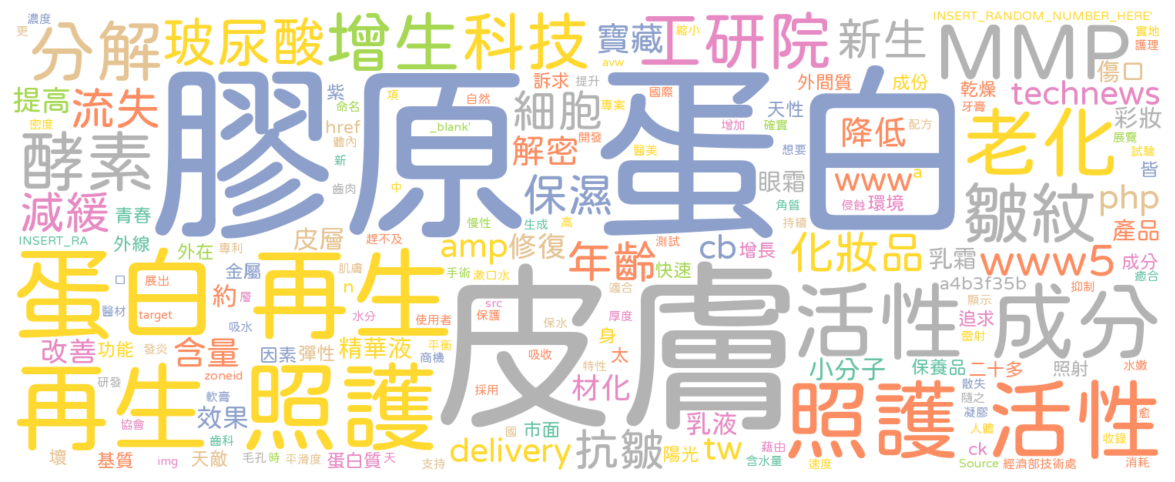 濃度
更
分解
玻尿酸
增生
科技
寶藏
縮小
avw
工研院
新生
MMP
INSERT_RANDOM_NUMBER_HERE'
實地
護理
傷口
提高
流失
密度
紫
命名
項
自然
訴求
提升
專案
國際
外間質
成份
乾燥
牙膏
technews
彩妝
膠原蛋白
href
體內
_blank'
細胞
開發
增加
確實
天性
降低
配方
老化
展覽
試驗
酵素
新
齒肉
中
解密
醫美
想要
眼霜
www
a
皆
減緩
青春
慢性
保濕
生成
高
角質
侵蝕
環境
皺紋
php
持續
INSERT_RA
外線
外在
專利
皮層
趕不及
amp
修復
年齡
測試
cb
增長
化妝品
乳霜
www5
產品
口
展出
金屬
肌膚
n
手術
漱口水
快速
適合
a4b3f35b
成分
癒合
抑制
蛋白
再生
醫材
target
約
層
吸水
水分
src
保護
使用者
皮膚
保水
厚度
身
活性
顯示
追求
雷射
成分
改善
功能
發炎
含量
因素
彈性
精華液
平衡
商機
吸收
特性
太
小分子
保養品
二十多
照射
水嫩
研發
zoneid
採用
材化
再生
軟膏
效果
照護
乳液
照護
散失
隨之
凝膠
活性
愈
協會
齒科
國
市面
人體
收錄
壞
基質
img
天敵
毛孔
時
平滑度
蛋白質
天
支持
delivery
抗皺
陽光
tw
藉由
含水量
速度
ck
Source
經濟部技術處
消耗